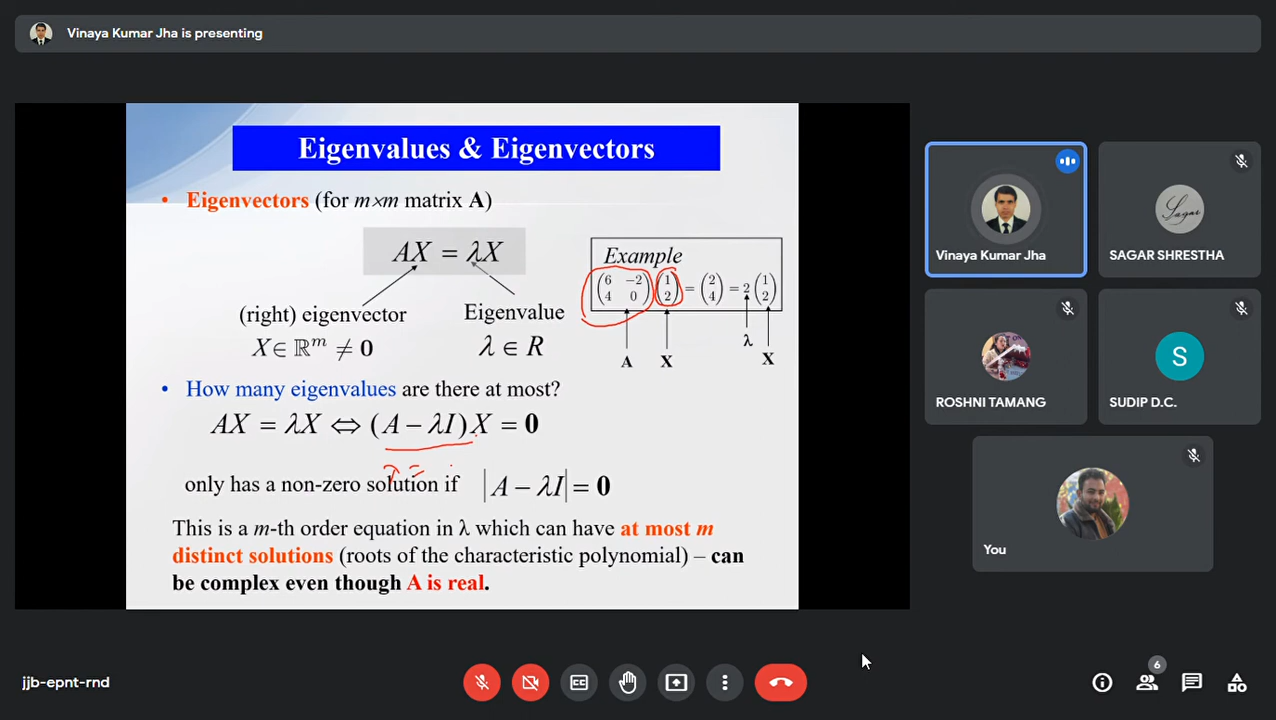 Vinaya Kumar Jha is presenting
Eigenvalues & Eigenvectors
• Eigenvectors (for m×m matrix A)
AX = λX
(right) eigenvector
X ∈ ℝᵐ ≠ 0
Eigenvalue
λ ∈ R
Example
(6 −2
4 0) (1
2) = (2
4) = 2 (1
2)
A X λ X
• How many eigenvalues are there at most?
AX = λX ⇔ (A − λI)X = 0
only has a non-zero solution if |A − λI| = 0
This is a m-th order equation in λ which can have at most m
distinct solutions (roots of the characteristic polynomial) – can
be complex even though A is real.
Vinaya Kumar Jha
SAGAR SHRESTHA
Sagar
ROSHNI TAMANG
S
SUDIP D.C.
You
jjb-epnt-rnd
CC
6